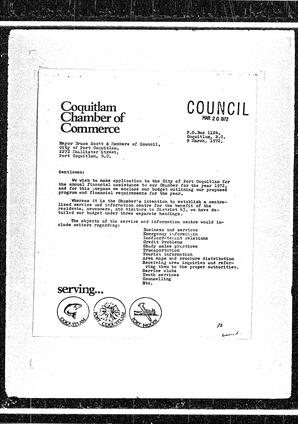 Coquitlam
Chamber of
Commerce
COUNCIL
MAR 20 1972
P.O. Box 1124,
Coquitlam, B.C.
9 March, 1972.
Mayor Bruce Scott & Members of Council,
City of Port Coquitlam,
2272 McAllister Street,
Port Coquitlam, B.C.
Gentlemen:
We wish to make application to the City of Port Coquitlam for
the annual financial assistance to our Chamber for the year 1972,
and for this purpose we enclose our budget outlining our proposed
program and financial requirements for the year.
Whereas it is the Chamber's intention to establish a centra-
lized service and information centre for the benefit of the
residents, newcomers, and visitors to District 43, we have de-
tailed our budget under three separate headings.
The objects of the service and information centre would in-
clude matters regarding:
Business and services
Emergency information
Landlord-tenant relations
Credit Problems
Shady sales practices
Transportation
Tourist information
Area maps and brochure distribution
Receiving area inquiries and refer-
ring them to the proper authorities.
Service clubs
Youth services
Counselling
Etc.
serving...
COQUITLAM
PORT COQUITLAM
PORT MOODY